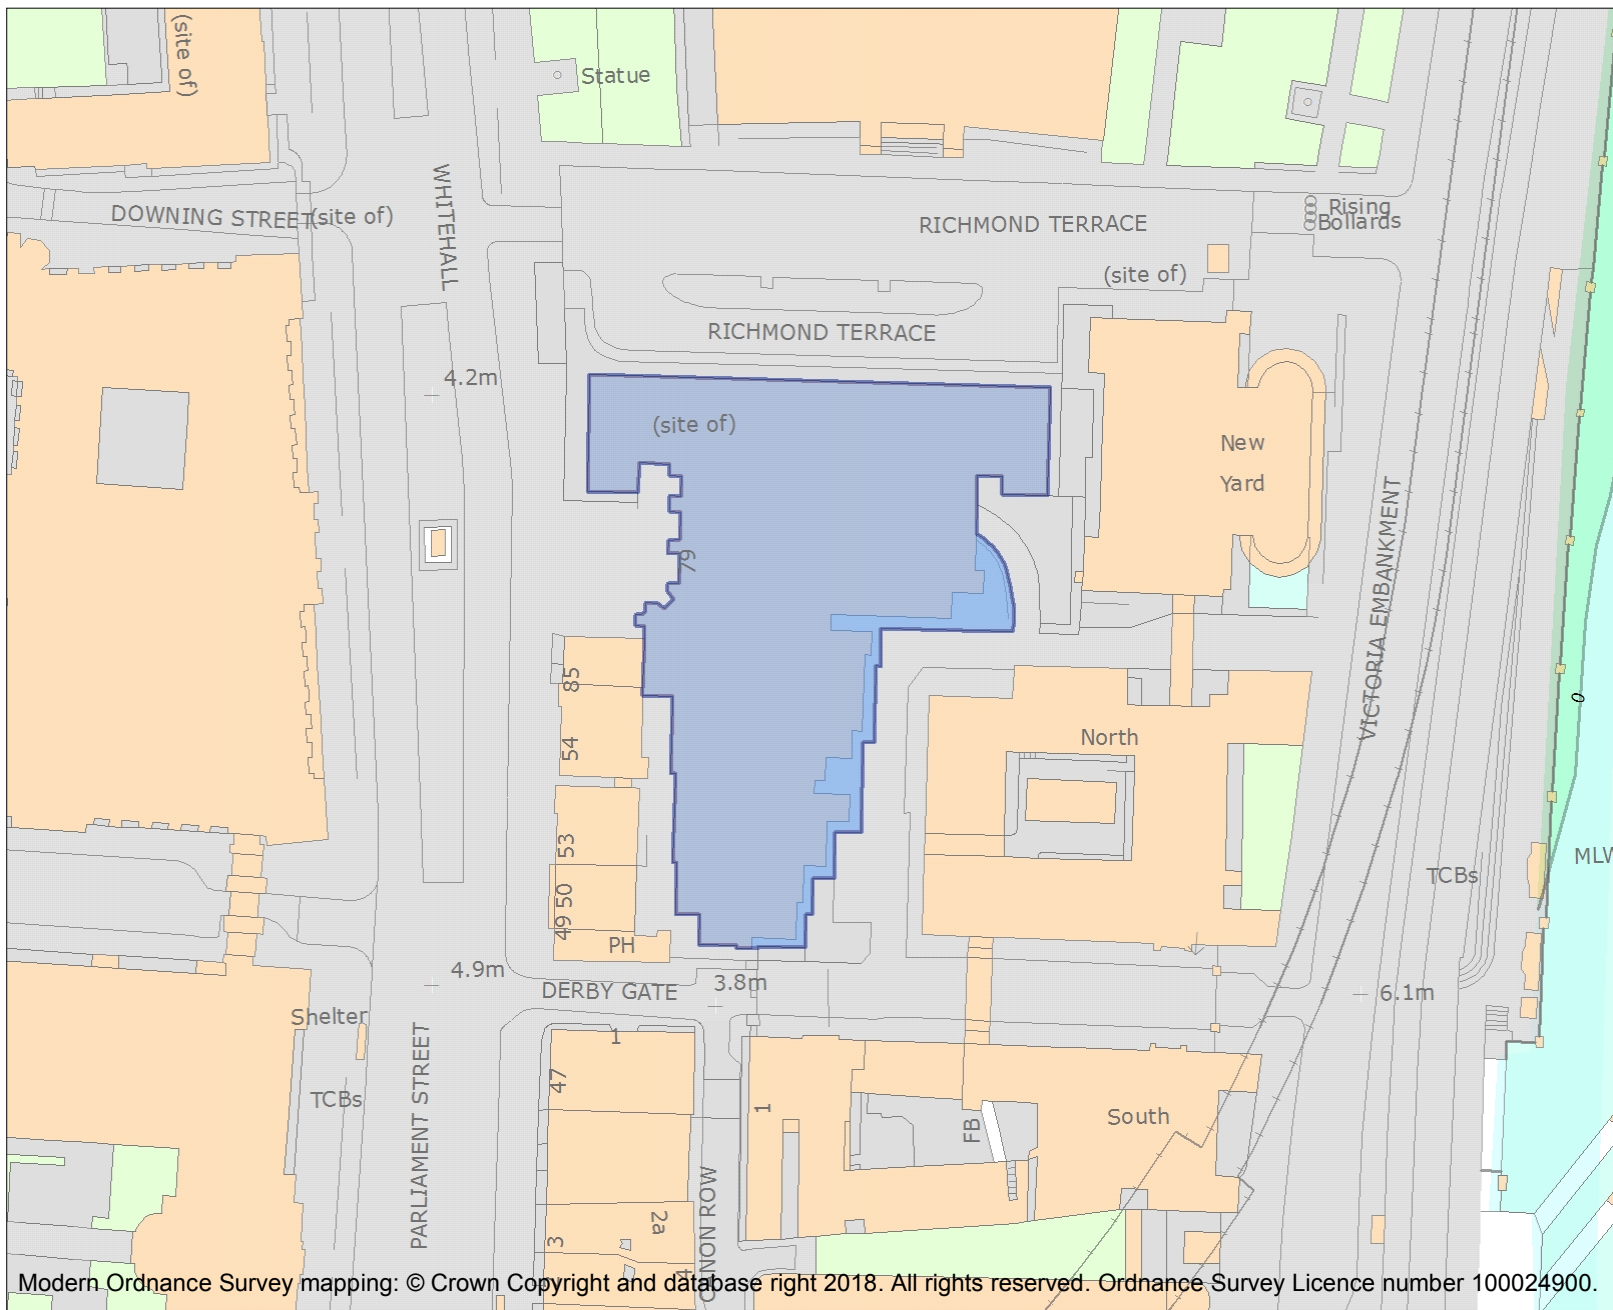 (site of)
Statue
WHITEHALL
DOWNING STREET
(site of)
RICHMOND TERRACE
Rising
Bollards
(site of)
RICHMOND TERRACE
4.2m
(site of)
New
Yard
79
VICTORIA EMBANKMENT
85
54
0
North
53
50
49
PH
TCBs
4.9m
DERBY GATE
3.8m
6.1m
Shelter
1
47
TCBs
PARLIAMENT STREET
1
FB
South
2a
3
4
Modern Ordnance Survey mapping: © Crown Copyright and database right 2018. All rights reserved. Ordnance Survey Licence number 100024900.